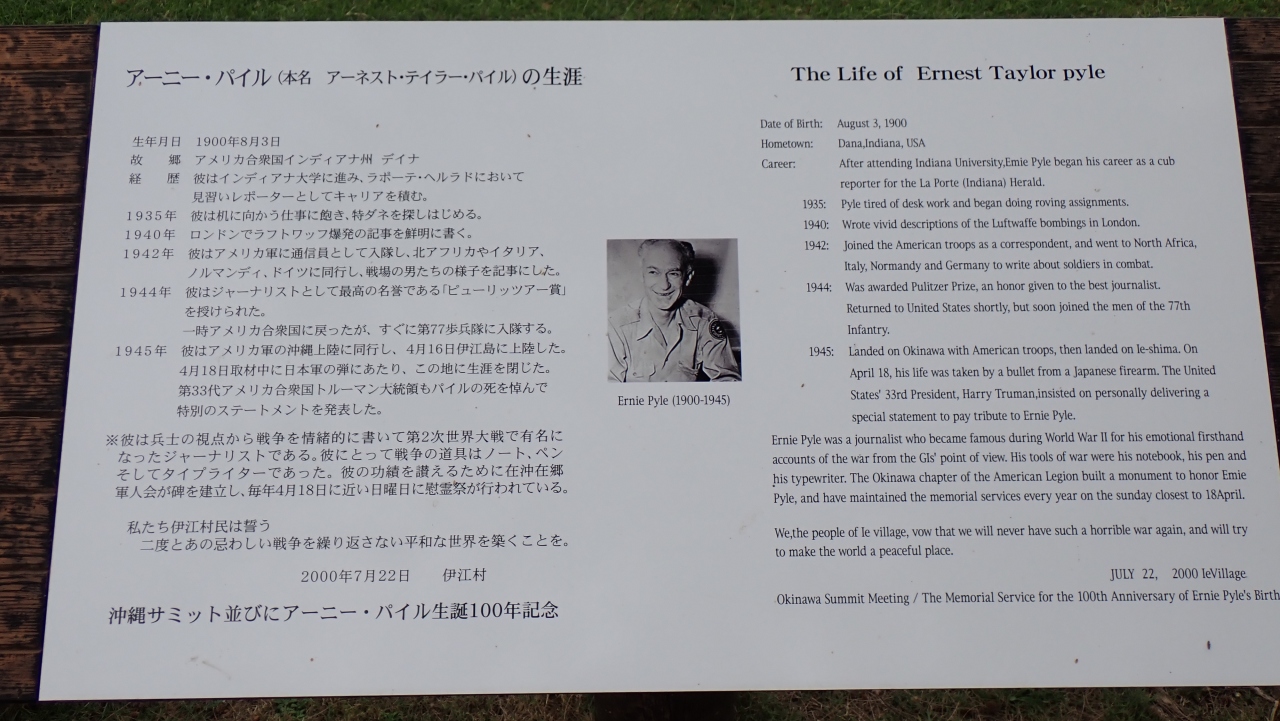 アーニー・パイル（本名　アーネスト・テイラー・パイル）の生涯
生年月日　1900年8月3日
故　　郷　アメリカ合衆国インディアナ州 デイナ
経　　歴　彼はインディアナ大学に進み、ラポーテ・ヘルラドにおいて
見習いレポーターとしてキャリアを積む。
1935年　彼は机に向かう仕事に飽き、特ダネを探しはじめる。
1940年　ロンドンでラフトワッフ爆発の記事を鮮明に書く。
1942年　彼はアメリカ軍に通信員として入隊し、北アフリカやイタリア、
ノルマンディ、ドイツに同行し、戦場の男たちの様子を記事にした。
1944年　彼はジャーナリストとして最高の名誉である「ピューリッツアー賞」
を授けられた。
一時アメリカ合衆国に戻ったが、すぐに第77歩兵隊に入隊する。
1945年　彼はアメリカ軍の沖縄上陸に同行し、4月16日伊江島に上陸した。
4月18日取材中に日本軍の弾にあたり、この地に生涯を閉じた。
第33代アメリカ合衆国トルーマン大統領もパイルの死を悼んで
特別のステートメントを発表した。
※彼は兵士の視点から戦争を情緒的に書いて第2次世界大戦で有名に
なったジャーナリストである。彼にとって戦争の道具はノート、ペン
そしてタイプライターであった。彼の功績を讃えるために在沖在郷
軍人会が碑を建立し、毎年4月18日に近い日曜日に慰霊祭が行われている。
私たち伊江村民は誓う
二度とあの忌わしい戦争を繰り返さない平和な世界を築くことを。
2000年7月22日　　伊江村
沖縄サミット並びにアーニー・パイル生誕100年記念
Ernie Pyle (1900-1945)
The Life of Ernest Taylor pyle
Date of Birth: August 3, 1900
Hometown: Dana,Indiana, USA
Career: After attending Indiana University,Emie Pyle began his career as a cub
reporter for the La Porte (Indiana) Herald.
1935: Pyle tired of desk work and began doing roving assignments.
1940: Wrote vivid descriptions of the Luftwaffe bombings in London.
1942: Joined the American troops as a correspondent, and went to North Africa,
Italy, Normandy and Germany to write about soldiers in combat.
1944: Was awarded Pulitzer Prize, an honor given to the best journalist.
Returned to United States shortly, but soon joined the men of the 77th
Infantry.
1945: Landed on Okinawa with American troops, then landed on Ie-shima. On
April 18, his life was taken by a bullet from a Japanese firearm. The United
States' 33rd President, Harry Truman,insisted on personally delivering a
special statement to pay tribute to Ernie Pyle.
Ernie Pyle was a journalist who became famous during World War II for his emotional firsthand
accounts of the war from the GIs' point of view. His tools of war were his notebook, his pen and
his typewriter. The Okinawa chapter of the American Legion built a monument to honor Emie
Pyle, and have maintained the memorial services every year on the sunday closest to 18April.
We,the people of Ie village, vow that we will never have such a horrible war again, and will try
to make the world a peaceful place.
JULY 22, 2000 IeVillage
Okinawa Summit Meeting / The Memorial Service for the 100th Anniversary of Ernie Pyle's Birth